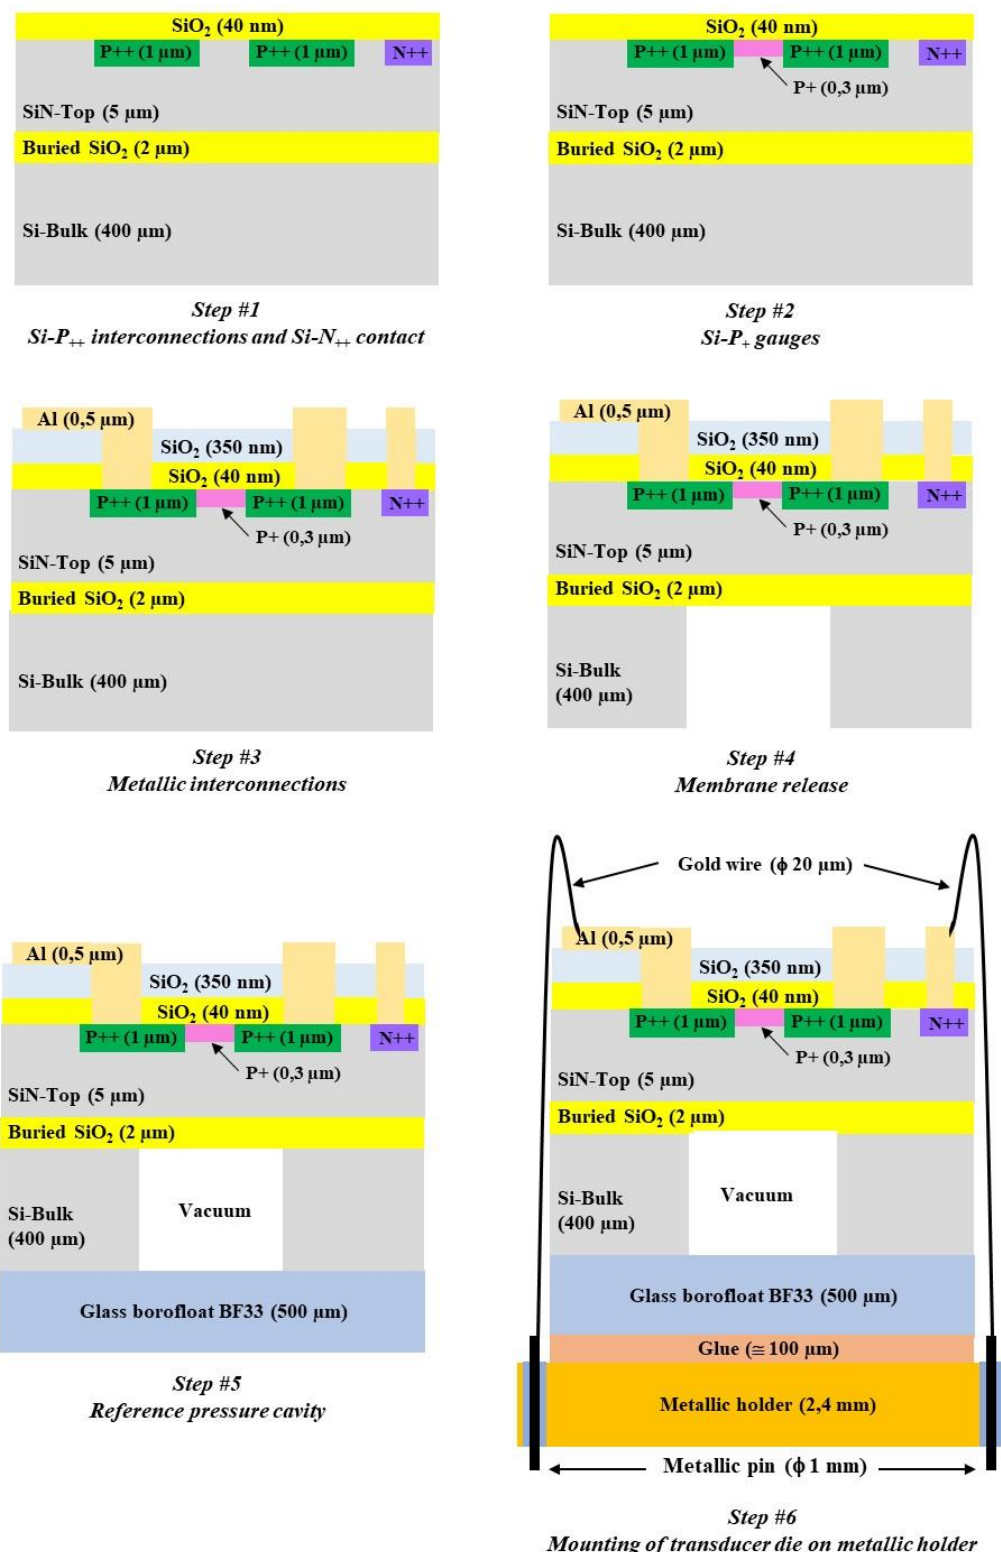 SiO₂ (40 nm)
P++ (1 µm)
P++ (1 µm)
N++
SiN-Top (5 µm)
Buried SiO₂ (2 µm)
Si-Bulk (400 µm)
Step #1
Si-P₊₊ interconnections and Si-N₊₊ contact
SiO₂ (40 nm)
P++ (1 µm)
P++ (1 µm)
N++
P+ (0,3 µm)
SiN-Top (5 µm)
Buried SiO₂ (2 µm)
Si-Bulk (400 µm)
Step #2
Si-P₊ gauges
Al (0,5 µm)
SiO₂ (350 nm)
SiO₂ (40 nm)
P++ (1 µm)
P++ (1 µm)
N++
P+ (0,3 µm)
SiN-Top (5 µm)
Buried SiO₂ (2 µm)
Si-Bulk (400 µm)
Step #3
Metallic interconnections
Al (0,5 µm)
SiO₂ (350 nm)
SiO₂ (40 nm)
P++ (1 µm)
P++ (1 µm)
N++
P+ (0,3 µm)
SiN-Top (5 µm)
Buried SiO₂ (2 µm)
Si-Bulk
(400 µm)
Step #4
Membrane release
Al (0,5 µm)
SiO₂ (350 nm)
SiO₂ (40 nm)
P++ (1 µm)
P++ (1 µm)
N++
P+ (0,3 µm)
SiN-Top (5 µm)
Buried SiO₂ (2 µm)
Vacuum
Si-Bulk
(400 µm)
Glass borofloat BF33 (500 µm)
Step #5
Reference pressure cavity
Gold wire (ϕ 20 µm)
Al (0,5 µm)
SiO₂ (350 nm)
SiO₂ (40 nm)
P++ (1 µm)
P++ (1 µm)
N++
P+ (0,3 µm)
SiN-Top (5 µm)
Buried SiO₂ (2 µm)
Vacuum
Si-Bulk
(400 µm)
Glass borofloat BF33 (500 µm)
Glue (≅ 100 µm)
Metallic holder (2,4 mm)
Metallic pin (ϕ 1 mm)
Step #6
Mounting of transducer die on metallic holder